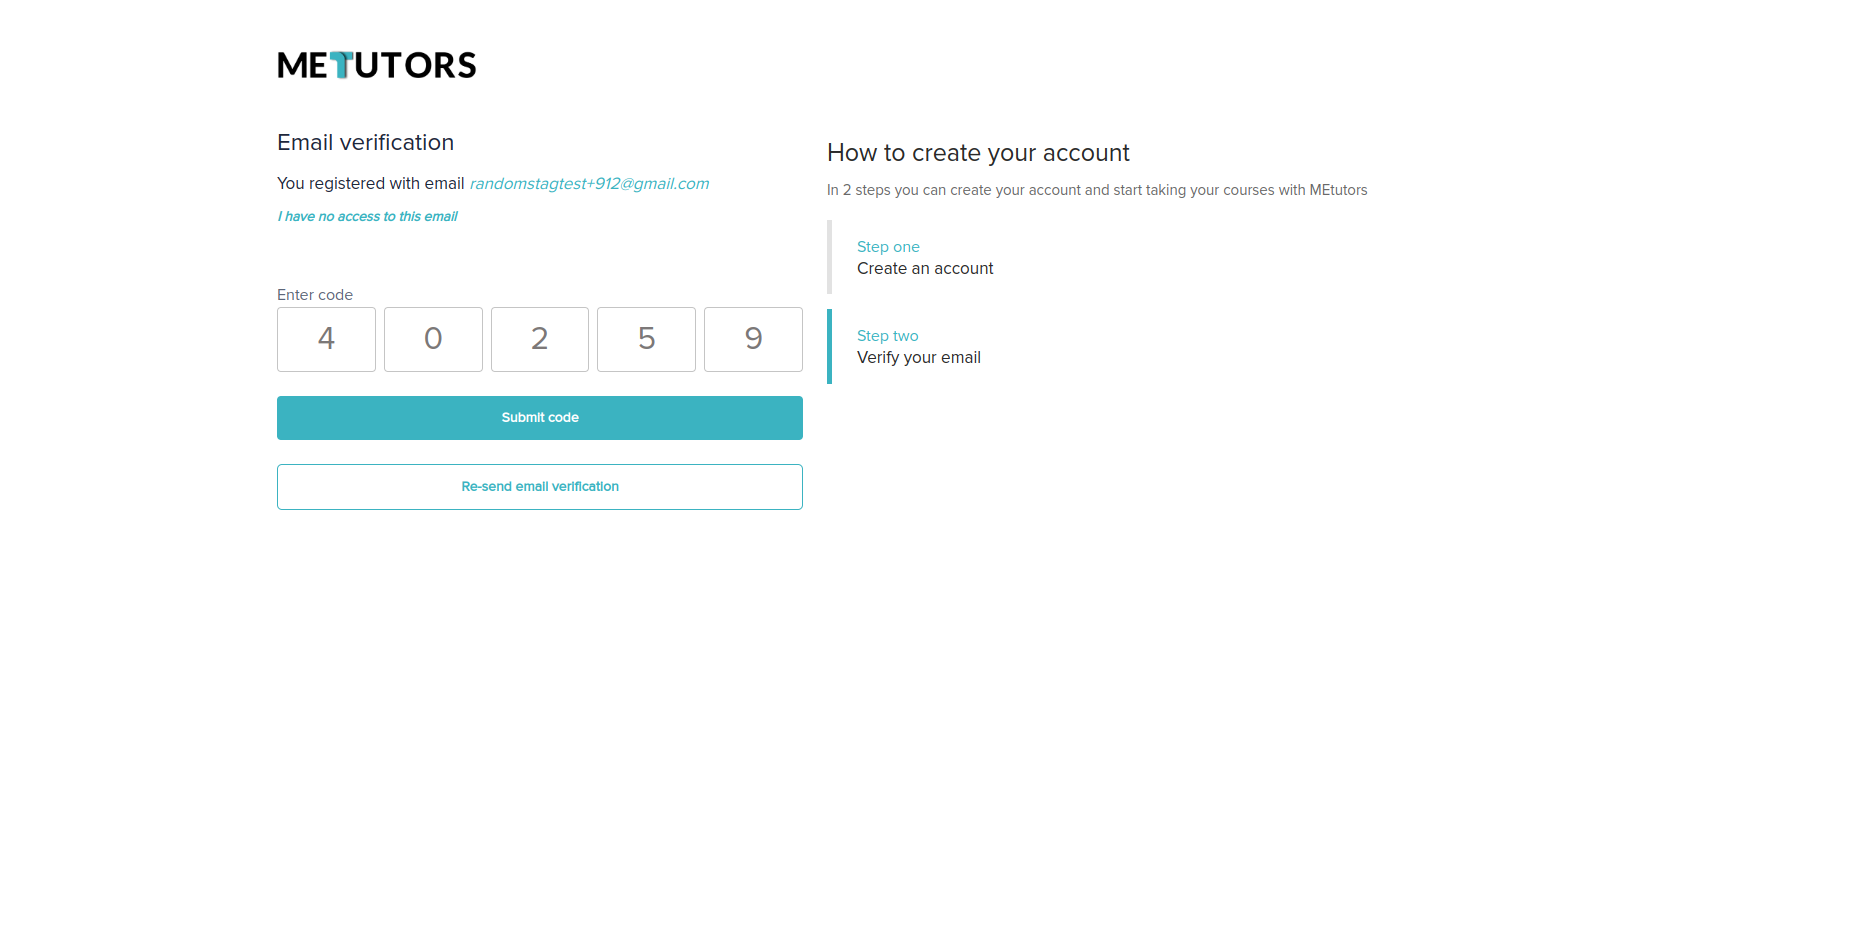 METUTORS
Email verification
You registered with email randomstagtest+912@gmail.com
I have no access to this email
Enter code
4 0 2 5 9
Submit code
Re-send email verification
How to create your account
In 2 steps you can create your account and start taking your courses with MEtutors
Step one
Create an account
Step two
Verify your email